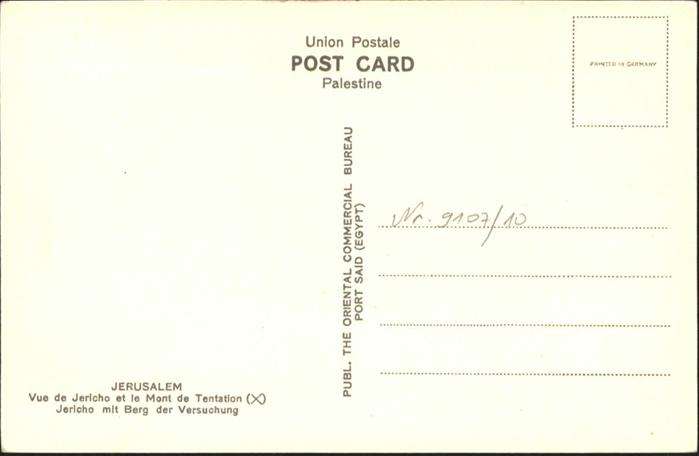 Union Postale
POST CARD
Palestine
PRINTED IN GERMANY
PUBL. THE ORIENTAL COMMERCIAL BUREAU
PORT SAID (EGYPT)
Nr. 9107/10
JERUSALEM
Vue de Jericho et le Mont de Tentation (X)
Jericho mit Berg der Versuchung